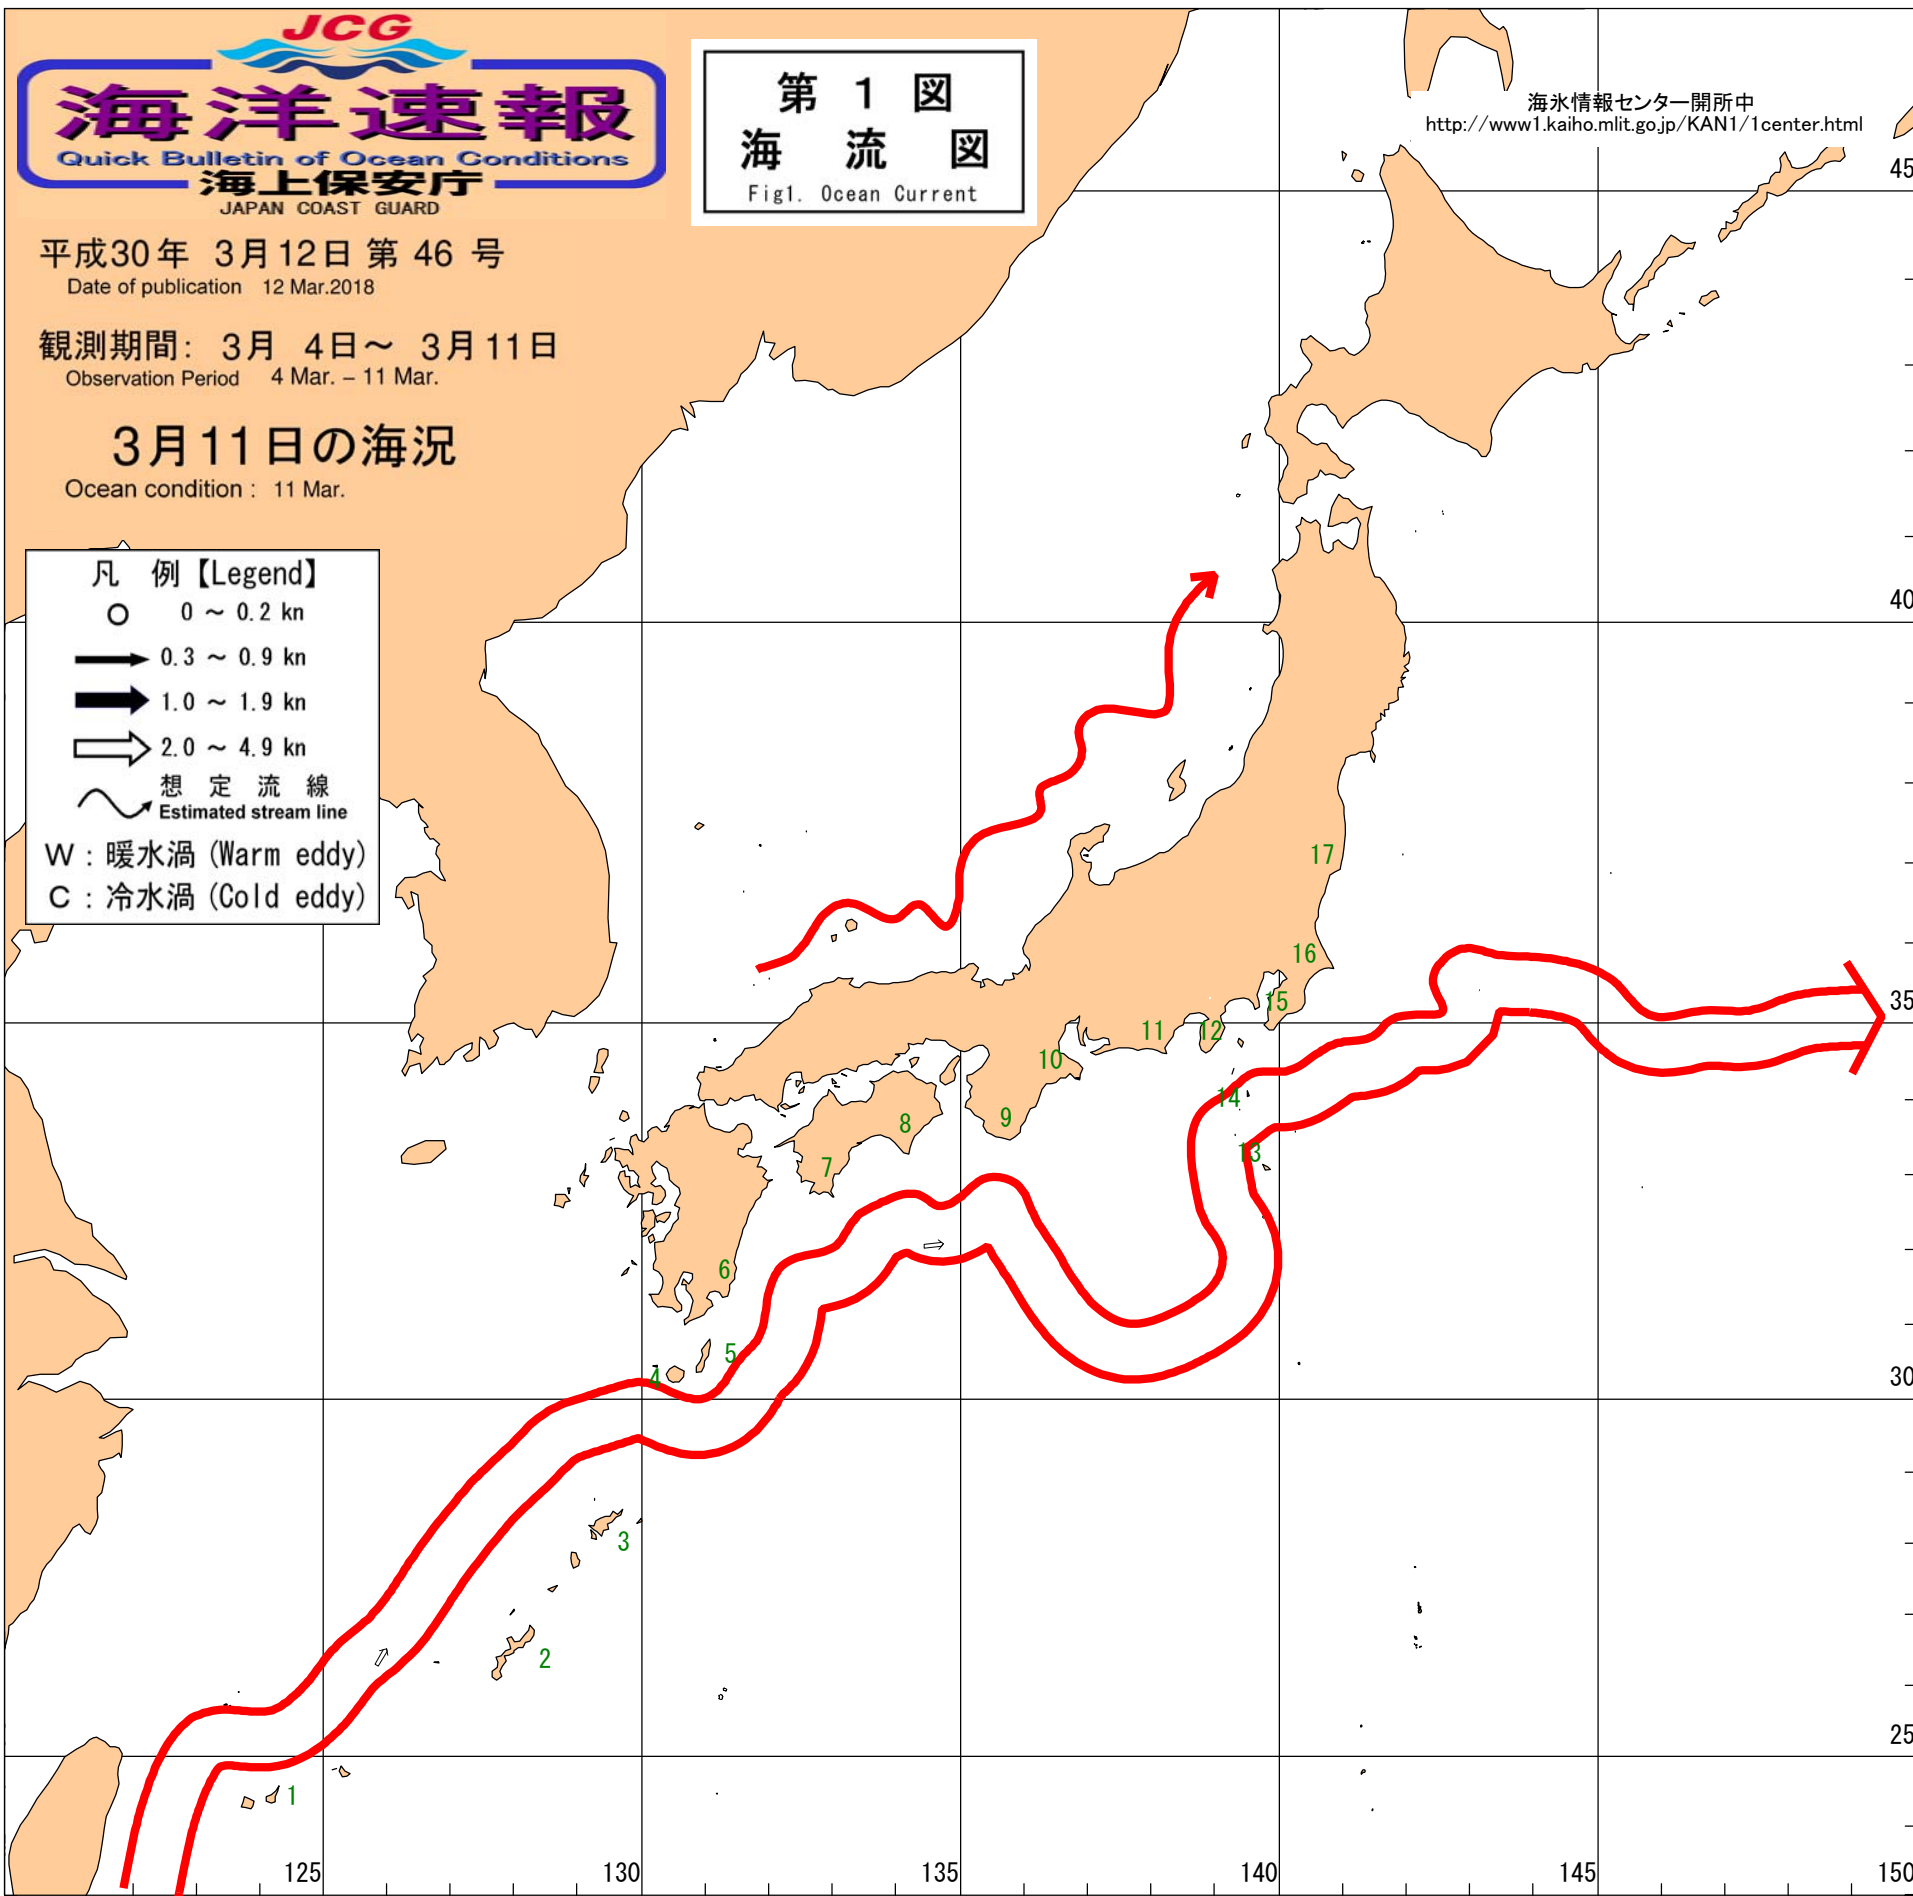 JCG
海洋速報
Quick Bulletin of Ocean Conditions
海上保安庁
JAPAN COAST GUARD
平成30年 3月12日 第 46 号
Date of publication 12 Mar.2018
観測期間: 3月 4日～ 3月11日
Observation Period 4 Mar. – 11 Mar.
3月11日の海況
Ocean condition : 11 Mar.
第 1 図
海 流 図
Fig1. Ocean Current
海氷情報センター開所中
http://www1.kaiho.mlit.go.jp/KAN1/1center.html
凡 例【Legend】
0 ～ 0.2 kn
0.3 ～ 0.9 kn
1.0 ～ 1.9 kn
2.0 ～ 4.9 kn
想 定 流 線
Estimated stream line
W : 暖水渦 (Warm eddy)
C : 冷水渦 (Cold eddy)
45
40
17
16
35
15
11
12
10
14
9
8
13
7
6
5
4
30
3
2
25
1
125
130
135
140
145
150